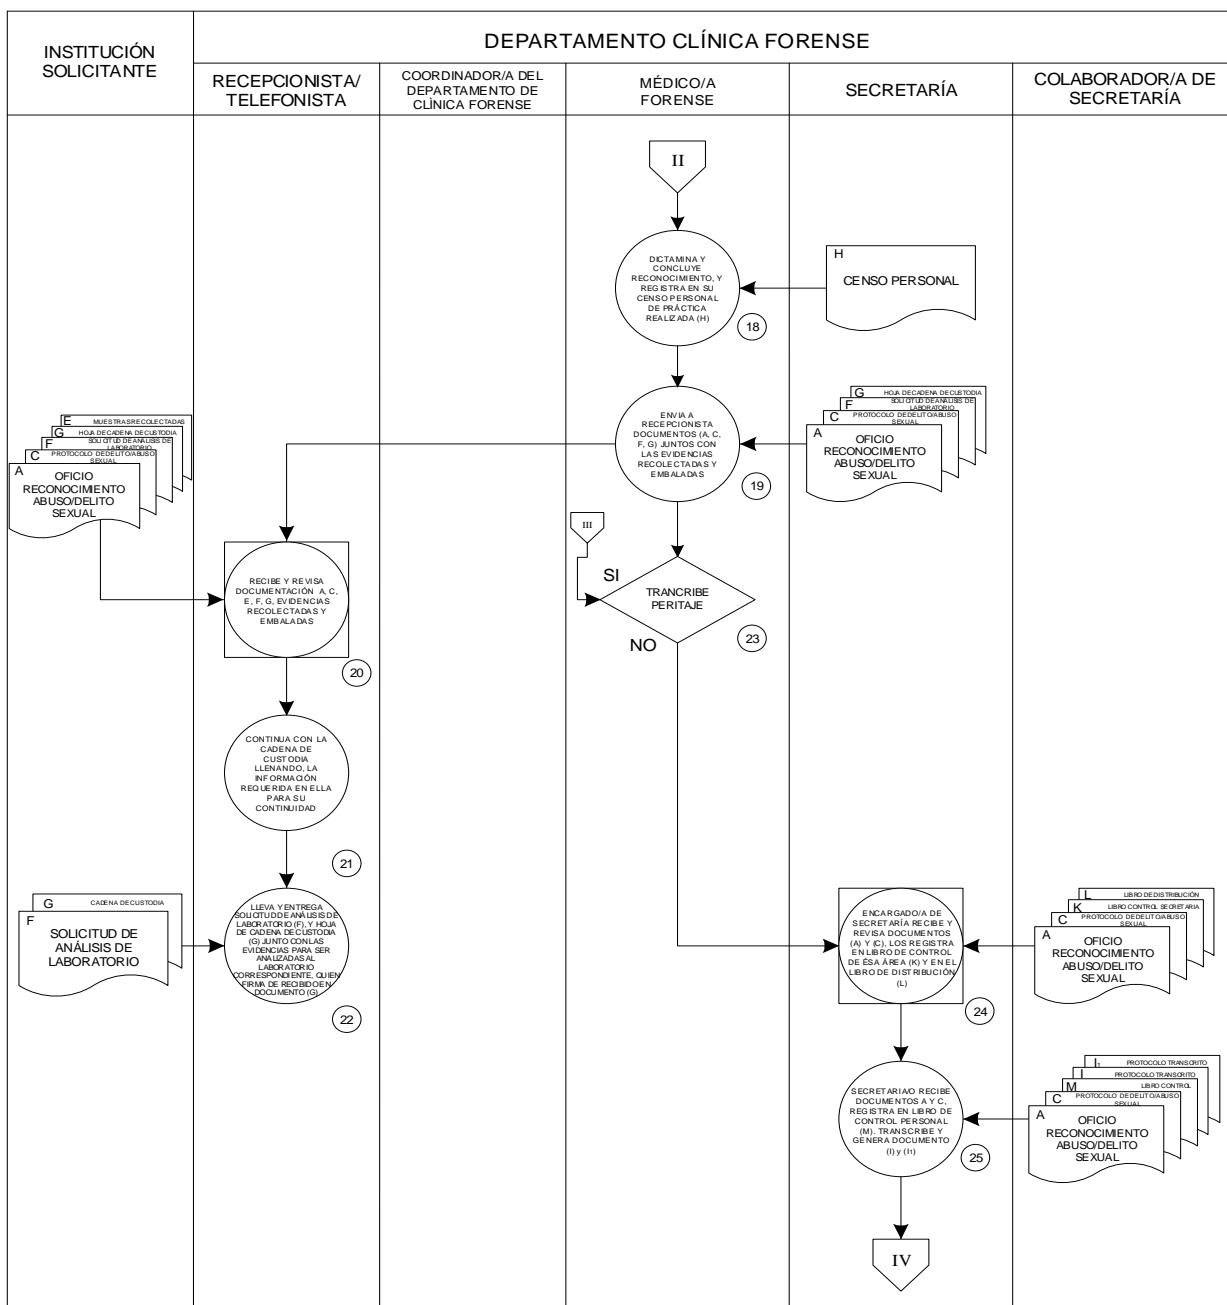 INSTITUCIÓN
SOLICITANTE
DEPARTAMENTO CLÍNICA FORENSE
RECEPCIONISTA/
TELEFONISTA
COORDINADOR/A DEL
DEPARTAMENTO DE
CLÌNICA FORENSE
MÉDICO/A
FORENSE
SECRETARÍA
COLABORADOR/A DE
SECRETARÍA
II
DICTAMINA Y
CONCLUYE
RECONOCIMIENTO, Y
REGISTRA EN SU
CENSO PERSONAL
DE PRÁCTICA
REALIZADA (H)
18
H
CENSO PERSONAL
E
MUESTRAS RECOLECTADAS
G
HOJA DE CADENA DE CUSTODIA
F
SOLICITUD DE ANALISIS DE
LABORATORIO
C
PROTOCOLO DE DELITO/ABUSO
SEXUAL
A
OFICIO
RECONOCIMIENTO
ABUSO/DELITO
SEXUAL
ENVIA A
RECEPCIONISTA
DOCUMENTOS (A, C,
F, G) JUNTOS CON
LAS EVIDENCIAS
RECOLECTADAS Y
EMBALADAS
19
G
HOJA DE CADENA DE CUSTODIA
F
SOLICITUD DE ANALISIS DE
LABORATORIO
C
PROTOCOLO DE DELITO/ABUSO
SEXUAL
A
OFICIO
RECONOCIMIENTO
ABUSO/DELITO
SEXUAL
III
RECIBE Y REVISA
DOCUMENTACIÓN A, C,
E, F, G, EVIDENCIAS
RECOLECTADAS Y
EMBALADAS
20
SI
TRANCRIBE
PERITAJE
NO
23
CONTINUA CON LA
CADENA DE
CUSTODIA
LLENANDO, LA
INFORMACIÓN
REQUERIDA EN ELLA
PARA SU
CONTINUIDAD
21
G
CADENA DE CUSTODIA
F
SOLICITUD DE
ANÁLISIS DE
LABORATORIO
LLEVA Y ENTREGA
SOLICITUD DE ANÁLISIS DE
LABORATORIO (F), Y HOJA
DE CADENA DE CUSTODIA
(G) JUNTO CON LAS
EVIDENCIAS PARA SER
ANALIZADAS AL
LABORATORIO
CORRESPONDIENTE, QUIEN
FIRMA DE RECIBIDO EN
DOCUMENTO (G)
22
ENCARGADO/A DE
SECRETARÍA RECIBE Y
REVISA DOCUMENTOS
(A) Y (C), LOS REGISTRA
EN LIBRO DE CONTROL
DE ÉSA ÁREA (K) Y EN EL
LIBRO DE DISTRIBUCIÓN
(L)
24
L
LIBRO DE DISTRIBUCIÓN
K
LIBRO CONTROL SECRETARIA
C
PROTOCOLO DE DELITO/ABUSO
SEXUAL
A
OFICIO
RECONOCIMIENTO
ABUSO/DELITO
SEXUAL
SECRETARIA/O RECIBE
DOCUMENTOS A Y C,
REGISTRA EN LIBRO DE
CONTROL PERSONAL
(M). TRANSCRIBE Y
GENERA DOCUMENTO
(I) y (I1)
25
I1
PROTOCOLO TRANSCRITO
I
PROTOCOLO TRANSCRITO
M
LIBRO CONTROL
C
PROTOCOLO DE DELITO/ABUSO
SEXUAL
A
OFICIO
RECONOCIMIENTO
ABUSO/DELITO
SEXUAL
IV